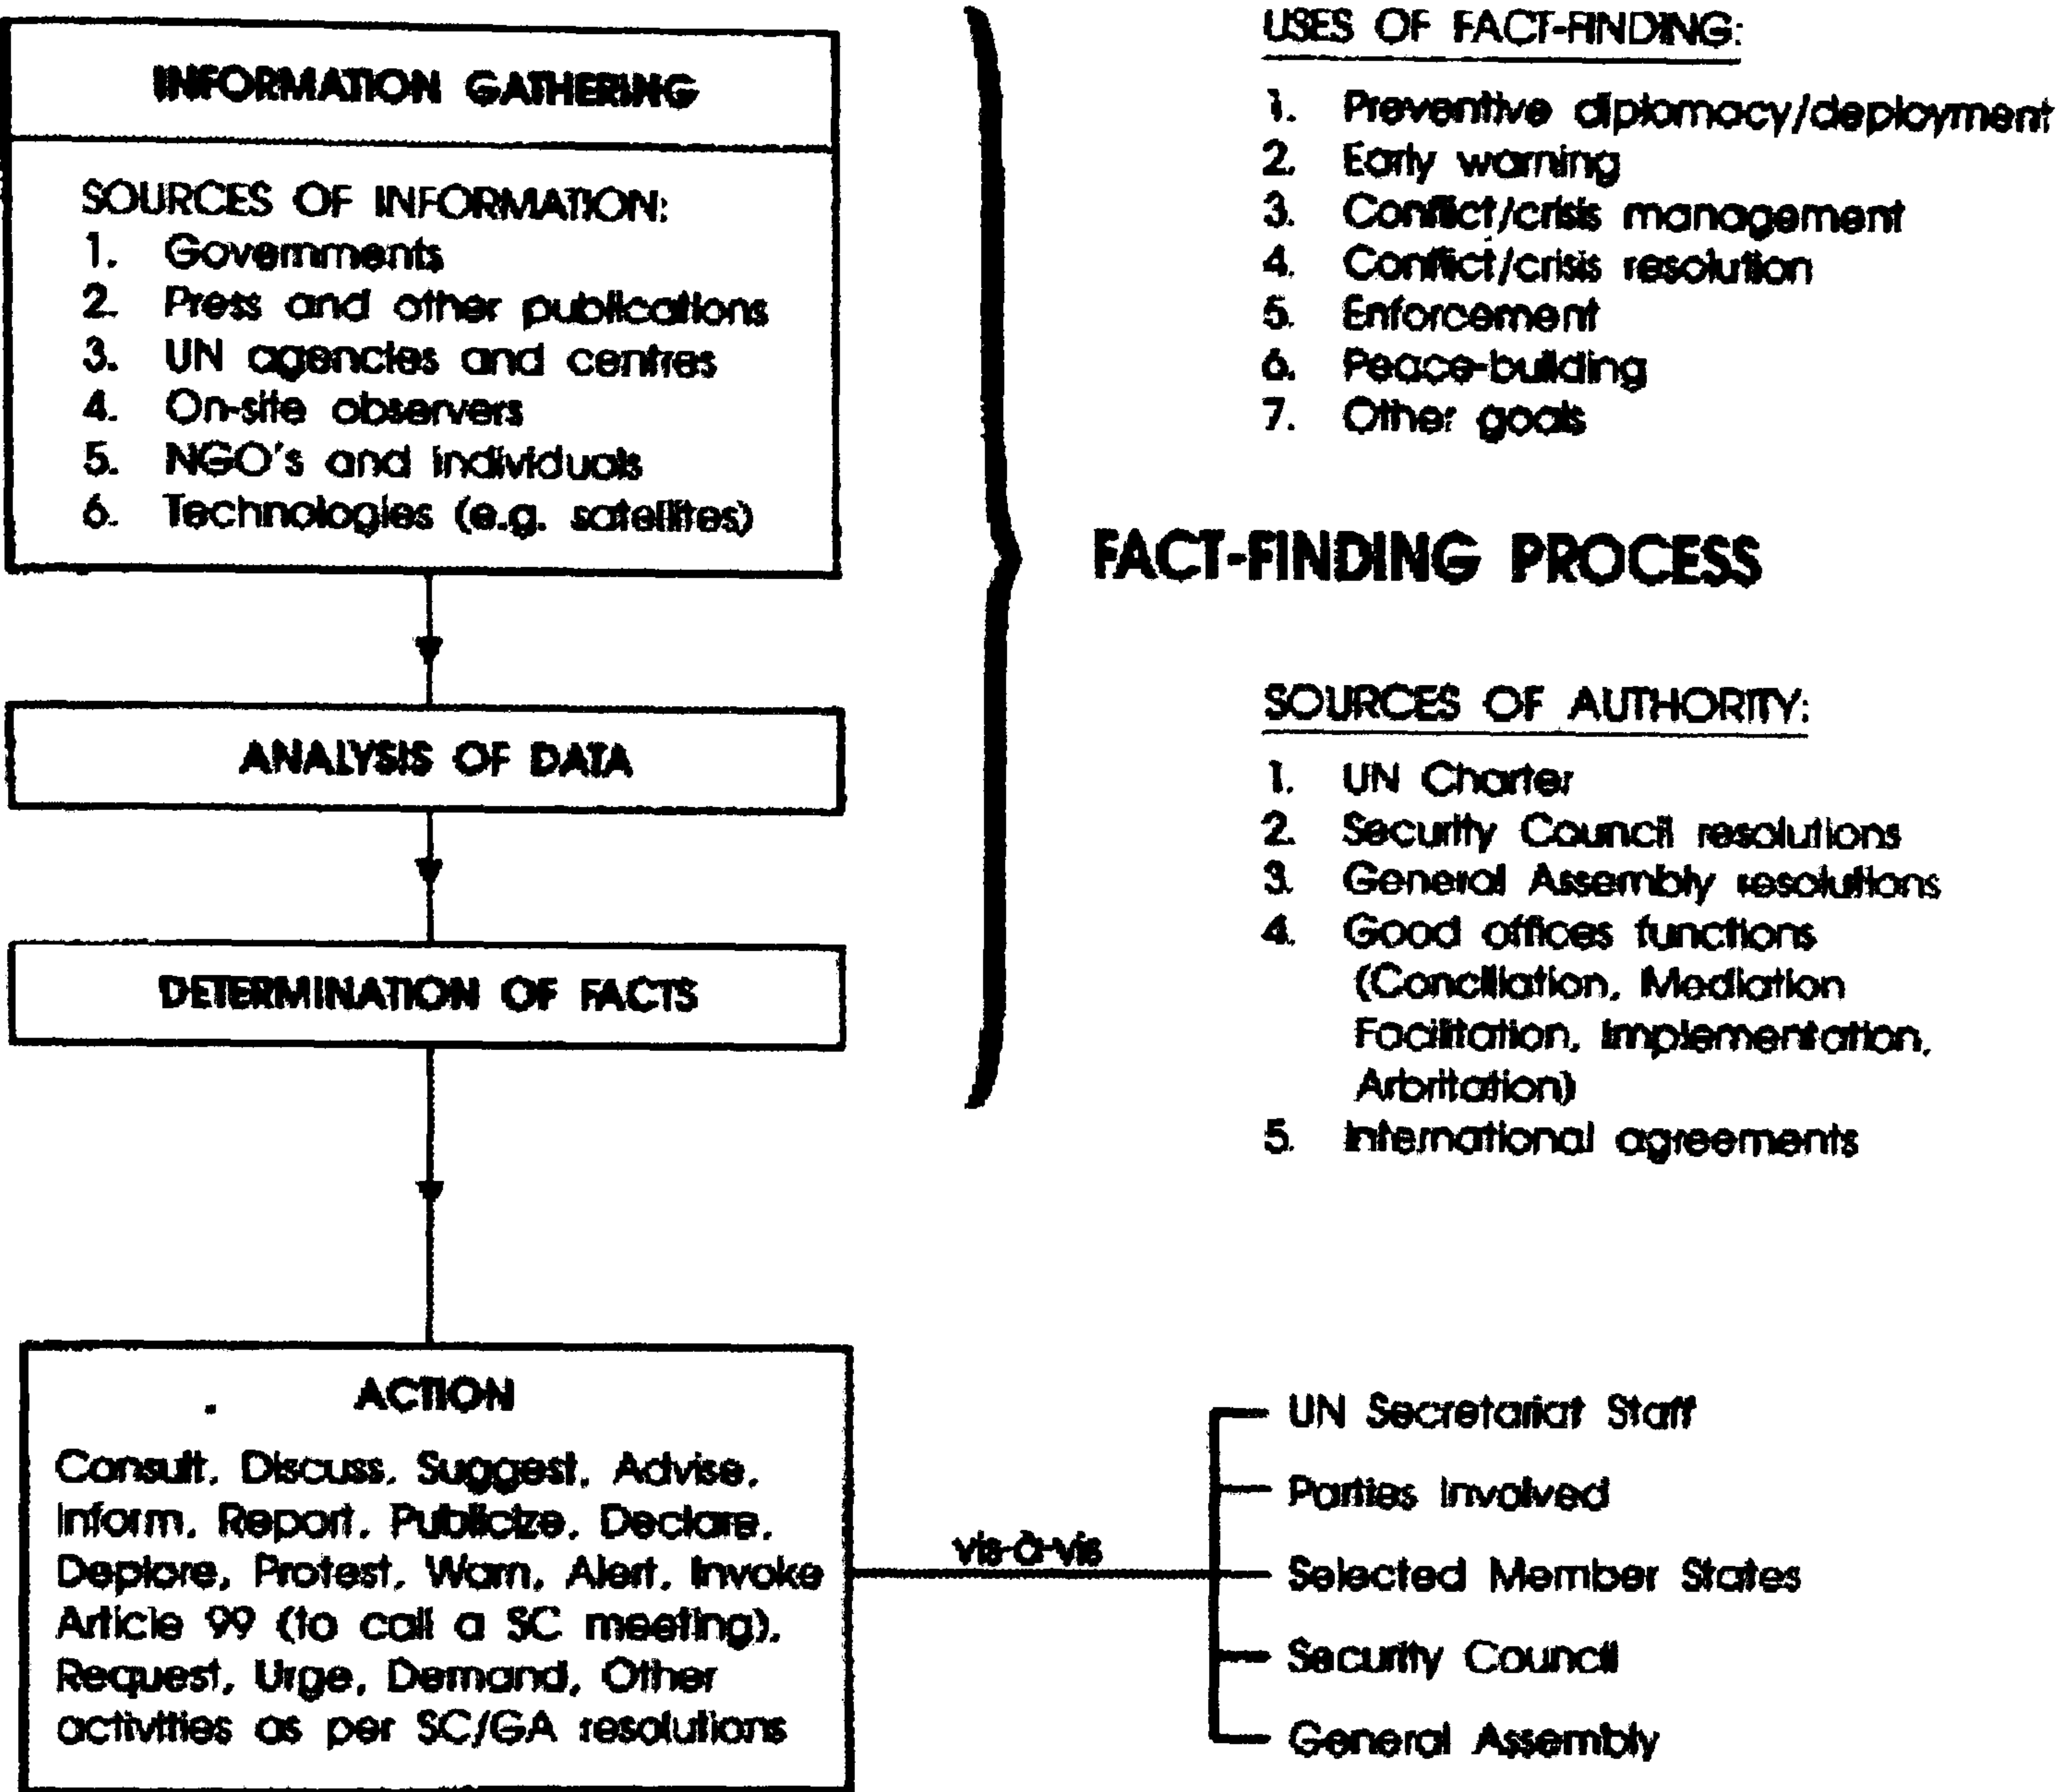 INFORMATION GATHERING
SOURCES OF INFORMATION:
1. Governments
2. Press and other publications
3. UN agencies and centres
4. On-site observers
5. NGO's and individuals
6. Technologies (e.g. satellites)
ANALYSIS OF DATA
DETERMINATION OF FACTS
USES OF FACT-FINDING:
1. Preventive diplomacy/deployment
2. Early warning
3. Conflict/crisis management
4. Conflict/crisis resolution
5. Enforcement
6. Peace-building
7. Other goals
FACT-FINDING PROCESS
SOURCES OF AUTHORITY:
1. UN Charter
2. Security Council resolutions
3. General Assembly resolutions
4. Good offices functions
(Conciliation, Mediation
Facilitation, Implementation,
Arbritation)
5. International agreements
ACTION
Consult, Discuss, Suggest, Advise,
Inform, Report, Publicize, Declare,
Deplore, Protest, Warn, Alert, Invoke
Article 99 (to call a SC meeting),
Request, Urge, Demand, Other
activities as per SC/GA resolutions
vis-à-vis
UN Secretariat Staff
Parties Involved
Selected Member States
Security Council
General Assembly